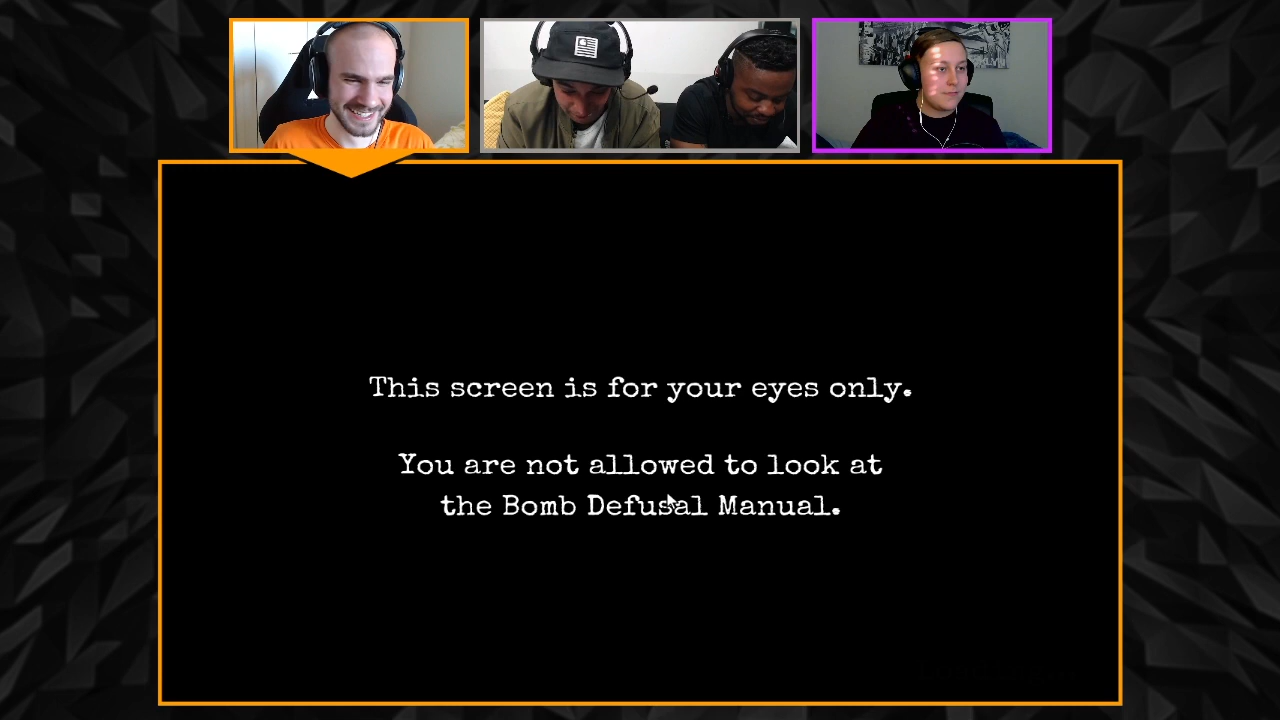 This screen is for your eyes only.
You are not allowed to look at
the Bomb Defusal Manual.